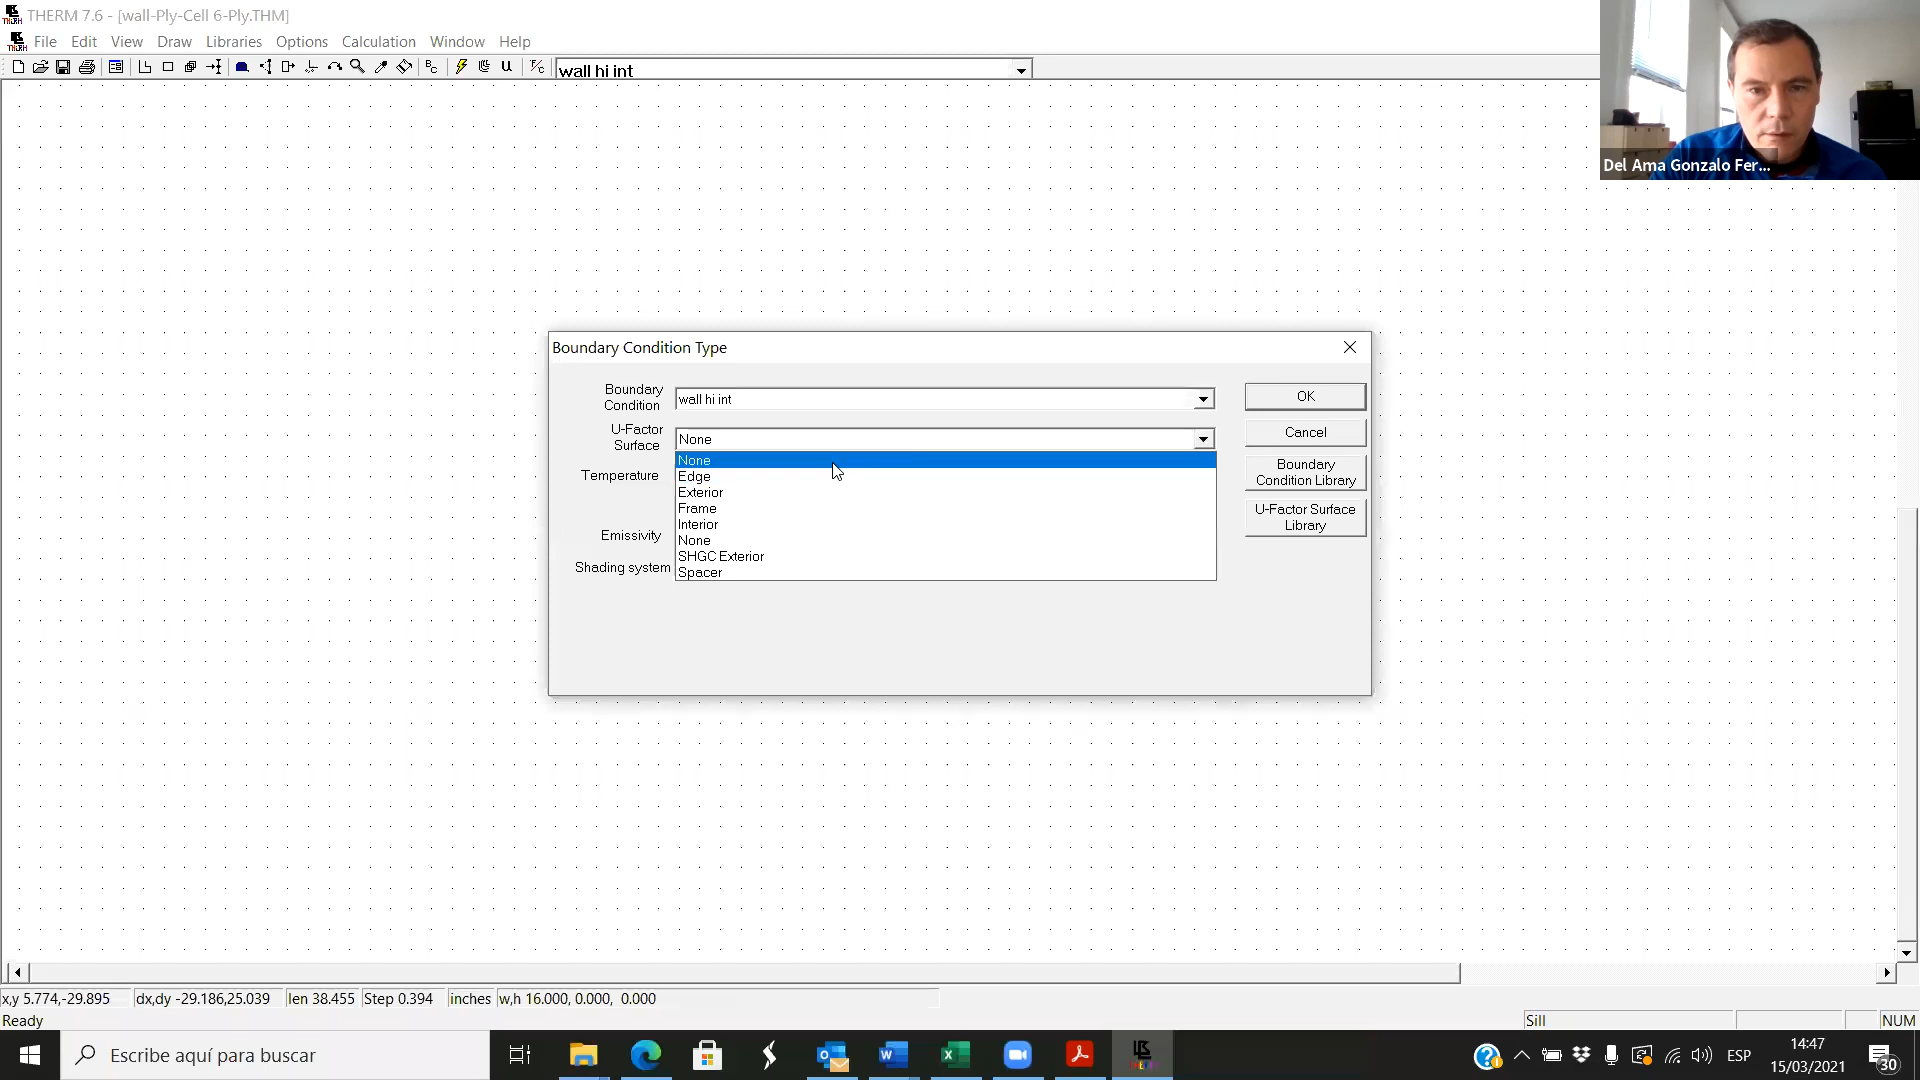 THERM 7.6 - [wall-Ply-Cell 6-Ply.THM]
File Edit View Draw Libraries Options Calculation Window Help
wall hi int
Del Ama Gonzalo Fer...
Boundary Condition Type
Boundary Condition
wall hi int
OK
U-Factor Surface
None
Cancel
None
Edge
Exterior
Frame
Interior
None
SHGC Exterior
Spacer
Temperature
Emissivity
Shading system
Boundary Condition Library
U-Factor Surface Library
x,y 5.774,-29.895 dx,dy -29.186,25.039 len 38.455 Step 0.394 inches w,h 16.000, 0.000, 0.000
Ready
Sill
NUM
Escribe aquí para buscar
ESP
14:47
15/03/2021
30